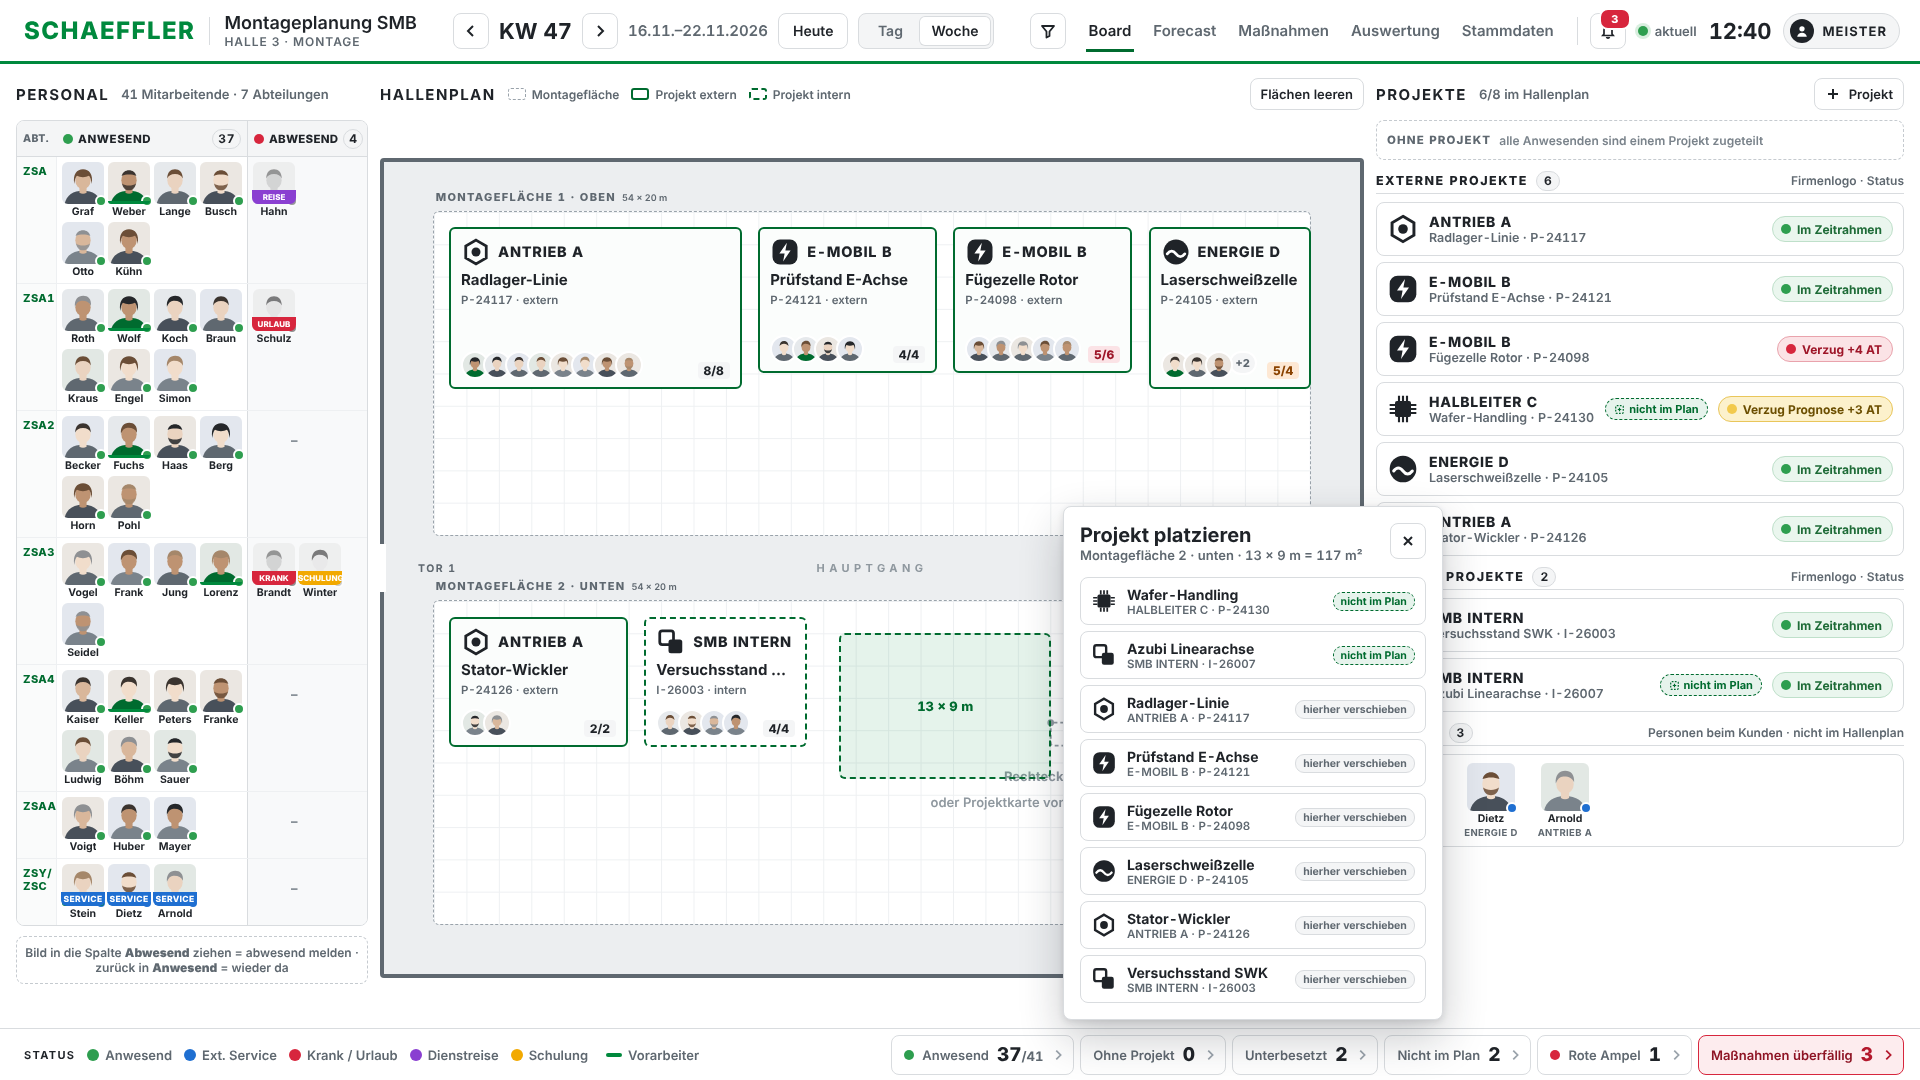 SCHAEFFLER
Montageplanung SMB
HALLE 3 · MONTAGE
KW 47
16.11.–22.11.2026
Heute
Tag
Woche
Board
Forecast
Maßnahmen
Auswertung
Stammdaten
3
aktuell
12:40
MEISTER
PERSONAL
41 Mitarbeitende · 7 Abteilungen
ABT.
ANWESEND
37
ABWESEND
4
ZSA
Graf
Weber
Lange
Busch
REISE
Hahn
Otto
Kühn
ZSA1
Roth
Wolf
Koch
Braun
URLAUB
Schulz
Kraus
Engel
Simon
ZSA2
Becker
Fuchs
Haas
Berg
–
Horn
Pohl
ZSA3
Vogel
Frank
Jung
Lorenz
KRANK
Brandt
SCHULUNG
Winter
Seidel
ZSA4
Kaiser
Keller
Peters
Franke
–
Ludwig
Böhm
Sauer
ZSAA
Voigt
Huber
Mayer
–
ZSY/
ZSC
SERVICE
Stein
SERVICE
Dietz
SERVICE
Arnold
–
Bild in die Spalte Abwesend ziehen = abwesend melden ·
zurück in Anwesend = wieder da
HALLENPLAN
Montagefläche
Projekt extern
Projekt intern
Flächen leeren
MONTAGEFLÄCHE 1 · OBEN 54 × 20 m
ANTRIEB A
Radlager-Linie
P-24117 · extern
8/8
E-MOBIL B
Prüfstand E-Achse
P-24121 · extern
4/4
E-MOBIL B
Fügezelle Rotor
P-24098 · extern
5/6
ENERGIE D
Laserschweißzelle
P-24105 · extern
+2
5/4
TOR 1
HAUPTGANG
MONTAGEFLÄCHE 2 · UNTEN 54 × 20 m
ANTRIEB A
Stator-Wickler
P-24126 · extern
2/2
SMB INTERN
Versuchsstand ...
I-26003 · intern
4/4
13 × 9 m
Rechteck
oder Projektkarte vor
Projekt platzieren
Montagefläche 2 · unten · 13 × 9 m = 117 m²
Wafer-Handling
HALBLEITER C · P-24130
nicht im Plan
Azubi Linearachse
SMB INTERN · I-26007
nicht im Plan
Radlager-Linie
ANTRIEB A · P-24117
hierher verschieben
Prüfstand E-Achse
E-MOBIL B · P-24121
hierher verschieben
Fügezelle Rotor
E-MOBIL B · P-24098
hierher verschieben
Laserschweißzelle
ENERGIE D · P-24105
hierher verschieben
Stator-Wickler
ANTRIEB A · P-24126
hierher verschieben
Versuchsstand SWK
SMB INTERN · I-26003
hierher verschieben
PROJEKTE
6/8 im Hallenplan
+ Projekt
OHNE PROJEKT alle Anwesenden sind einem Projekt zugeteilt
EXTERNE PROJEKTE
6
Firmenlogo · Status
ANTRIEB A
Radlager-Linie · P-24117
Im Zeitrahmen
E-MOBIL B
Prüfstand E-Achse · P-24121
Im Zeitrahmen
E-MOBIL B
Fügezelle Rotor · P-24098
Verzug +4 AT
HALBLEITER C
Wafer-Handling · P-24130
nicht im Plan
Verzug Prognose +3 AT
ENERGIE D
Laserschweißzelle · P-24105
Im Zeitrahmen
NTRIEB A
ator-Wickler · P-24126
Im Zeitrahmen
PROJEKTE
2
Firmenlogo · Status
MB INTERN
ersuchsstand SWK · I-26003
Im Zeitrahmen
MB INTERN
zubi Linearachse · I-26007
nicht im Plan
Im Zeitrahmen
3
Personen beim Kunden · nicht im Hallenplan
Dietz
ENERGIE D
Arnold
ANTRIEB A
STATUS
Anwesend
Ext. Service
Krank / Urlaub
Dienstreise
Schulung
Vorarbeiter
Anwesend 37/41
Ohne Projekt 0
Unterbesetzt 2
Nicht im Plan 2
Rote Ampel 1
Maßnahmen überfällig 3